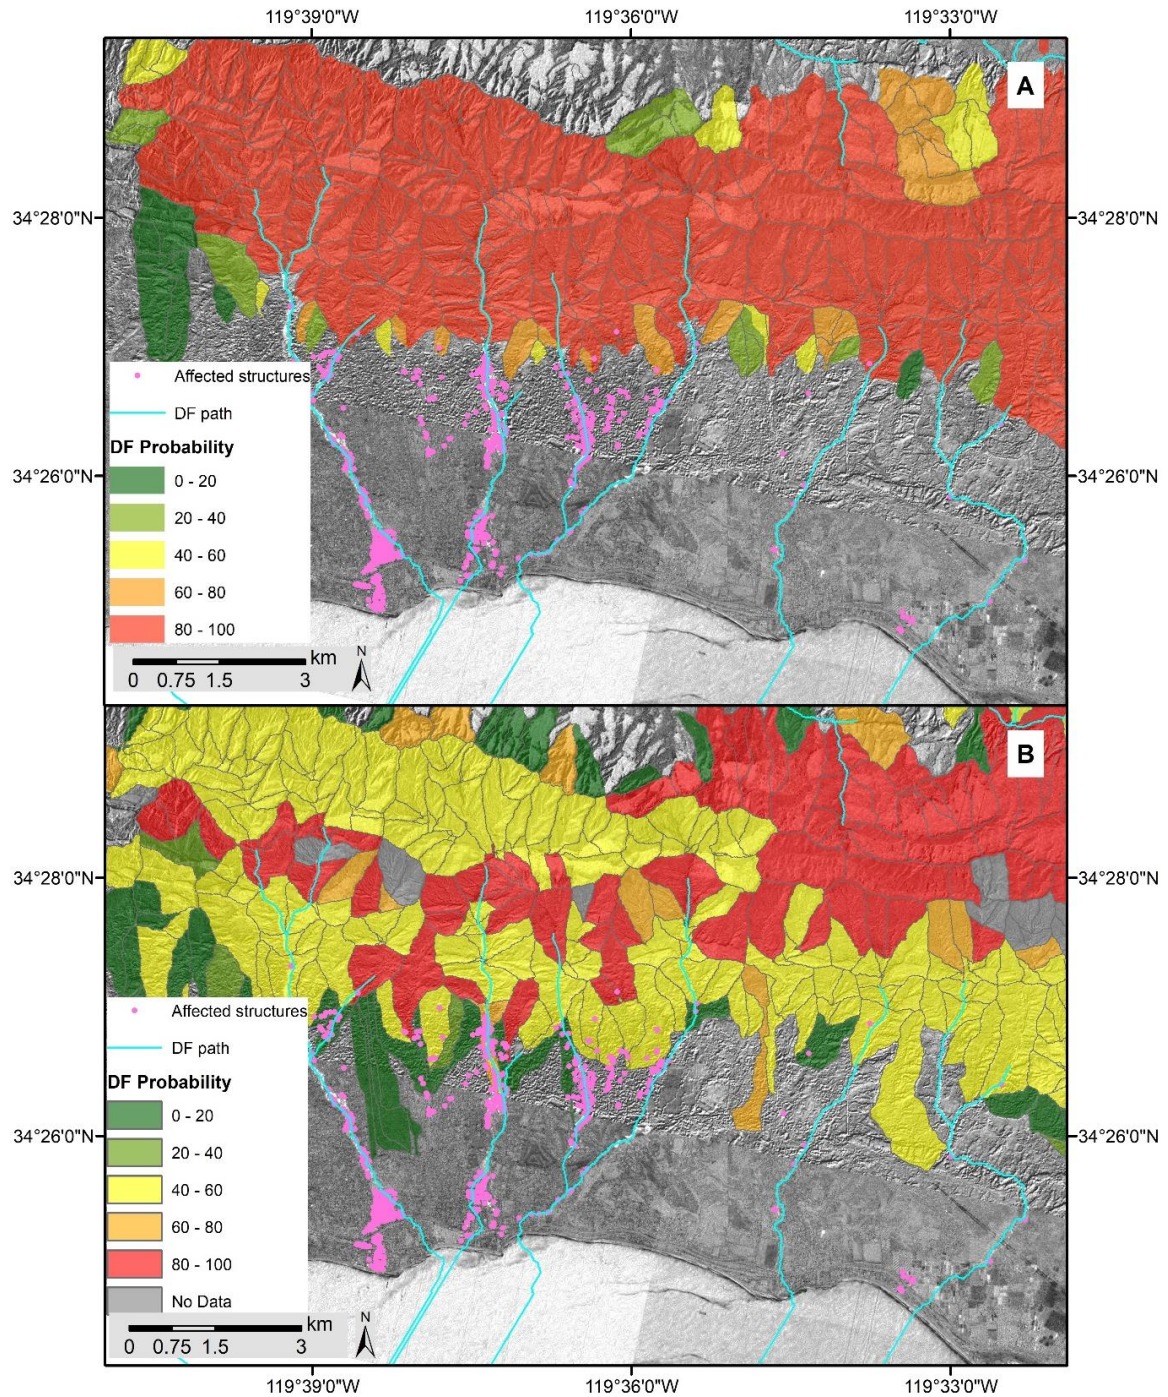 119°39'0"W 119°36'0"W 119°33'0"W
A
34°28'0"N 34°28'0"N
Affected structures
DF path
DF Probability
0 - 20
34°26'0"N 34°26'0"N
20 - 40
40 - 60
60 - 80
80 - 100
km
N
0 0.75 1.5 3
B
34°28'0"N 34°28'0"N
Affected structures
DF path
DF Probability
0 - 20
34°26'0"N 34°26'0"N
20 - 40
40 - 60
60 - 80
80 - 100
No Data
km
N
0 0.75 1.5 3
119°39'0"W 119°36'0"W 119°33'0"W